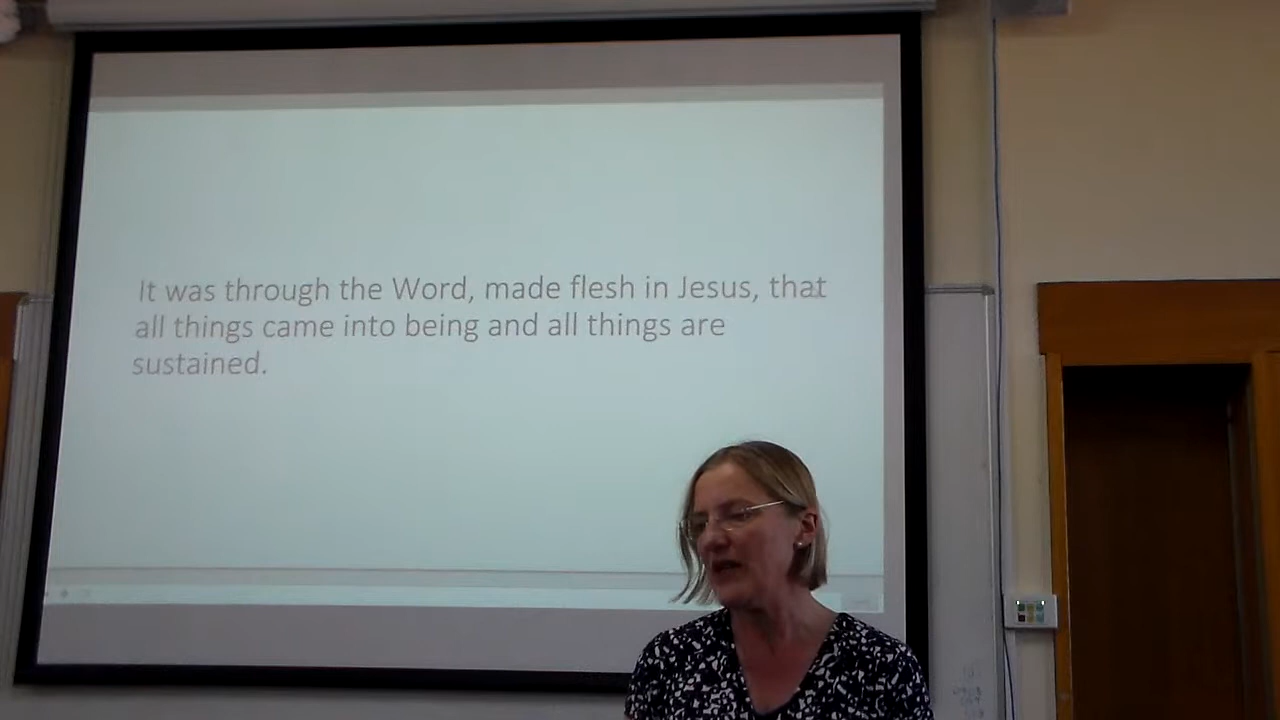 It was through the Word, made flesh in Jesus, that
all things came into being and all things are
sustained.